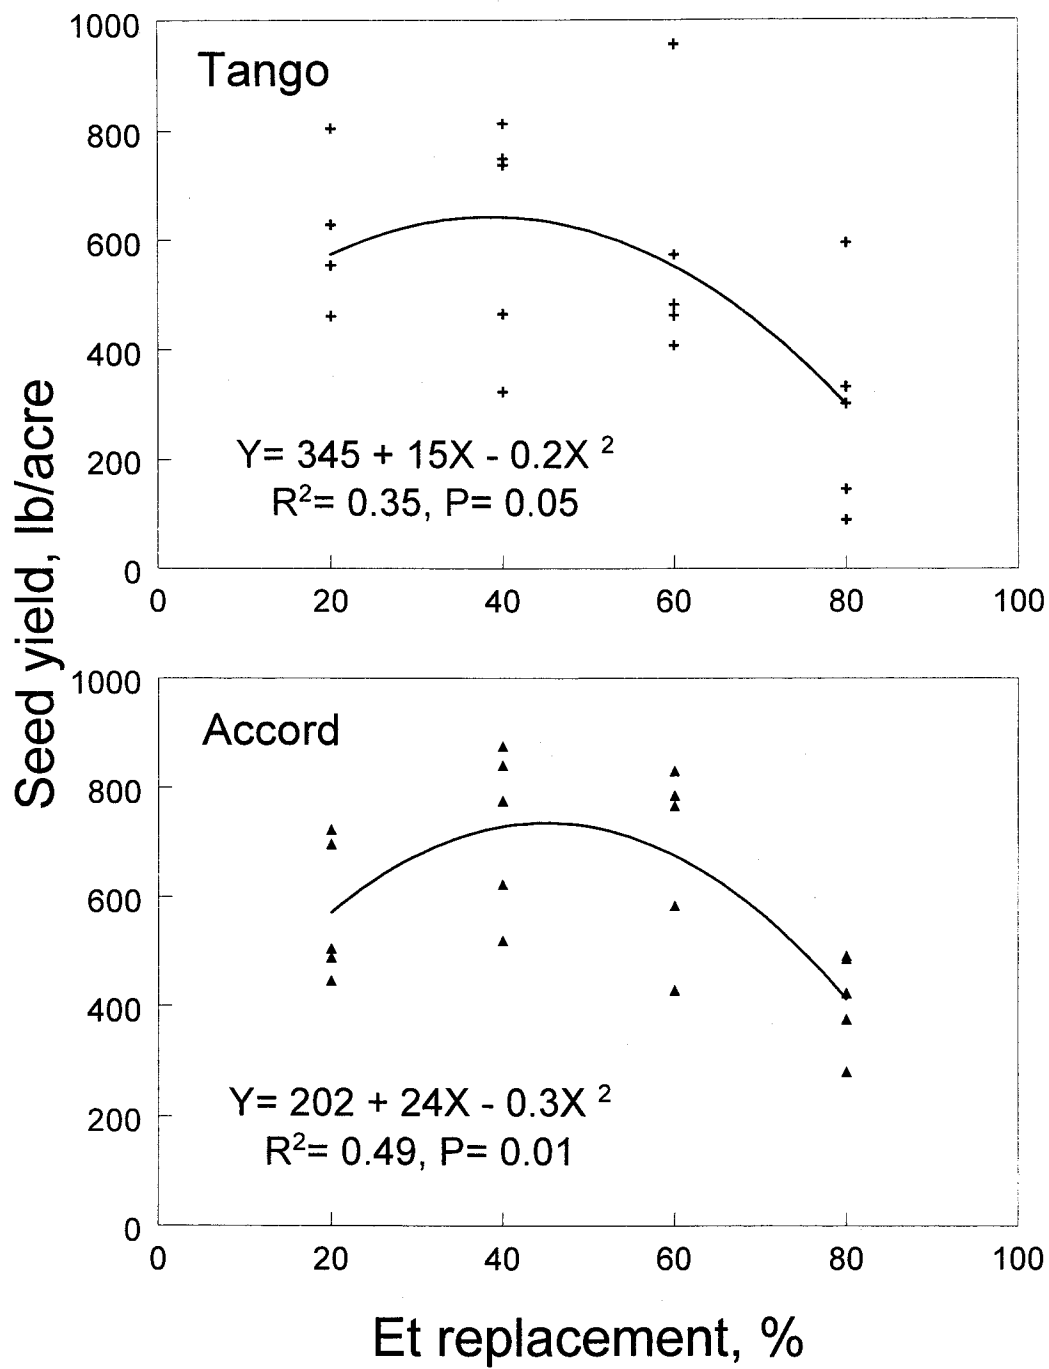 Seed yield, lb/acre
Tango
1000
800
600
400
200
0
Y= 345 + 15X - 0.2X ²
R²= 0.35, P= 0.05
0 20 40 60 80 100
Accord
1000
800
600
400
200
0
Y= 202 + 24X - 0.3X ²
R²= 0.49, P= 0.01
0 20 40 60 80 100
Et replacement, %